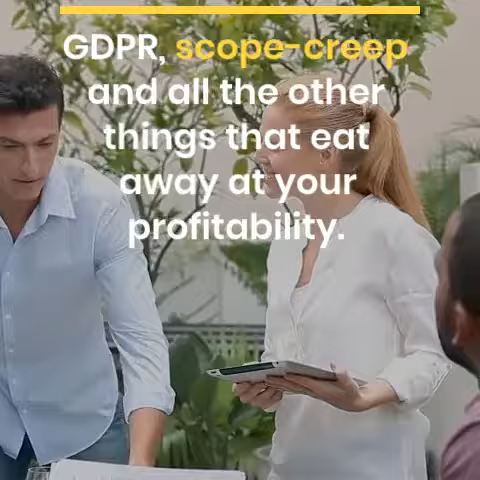 GDPR, scope-creep
and all the other
things that eat
away at your
profitability.